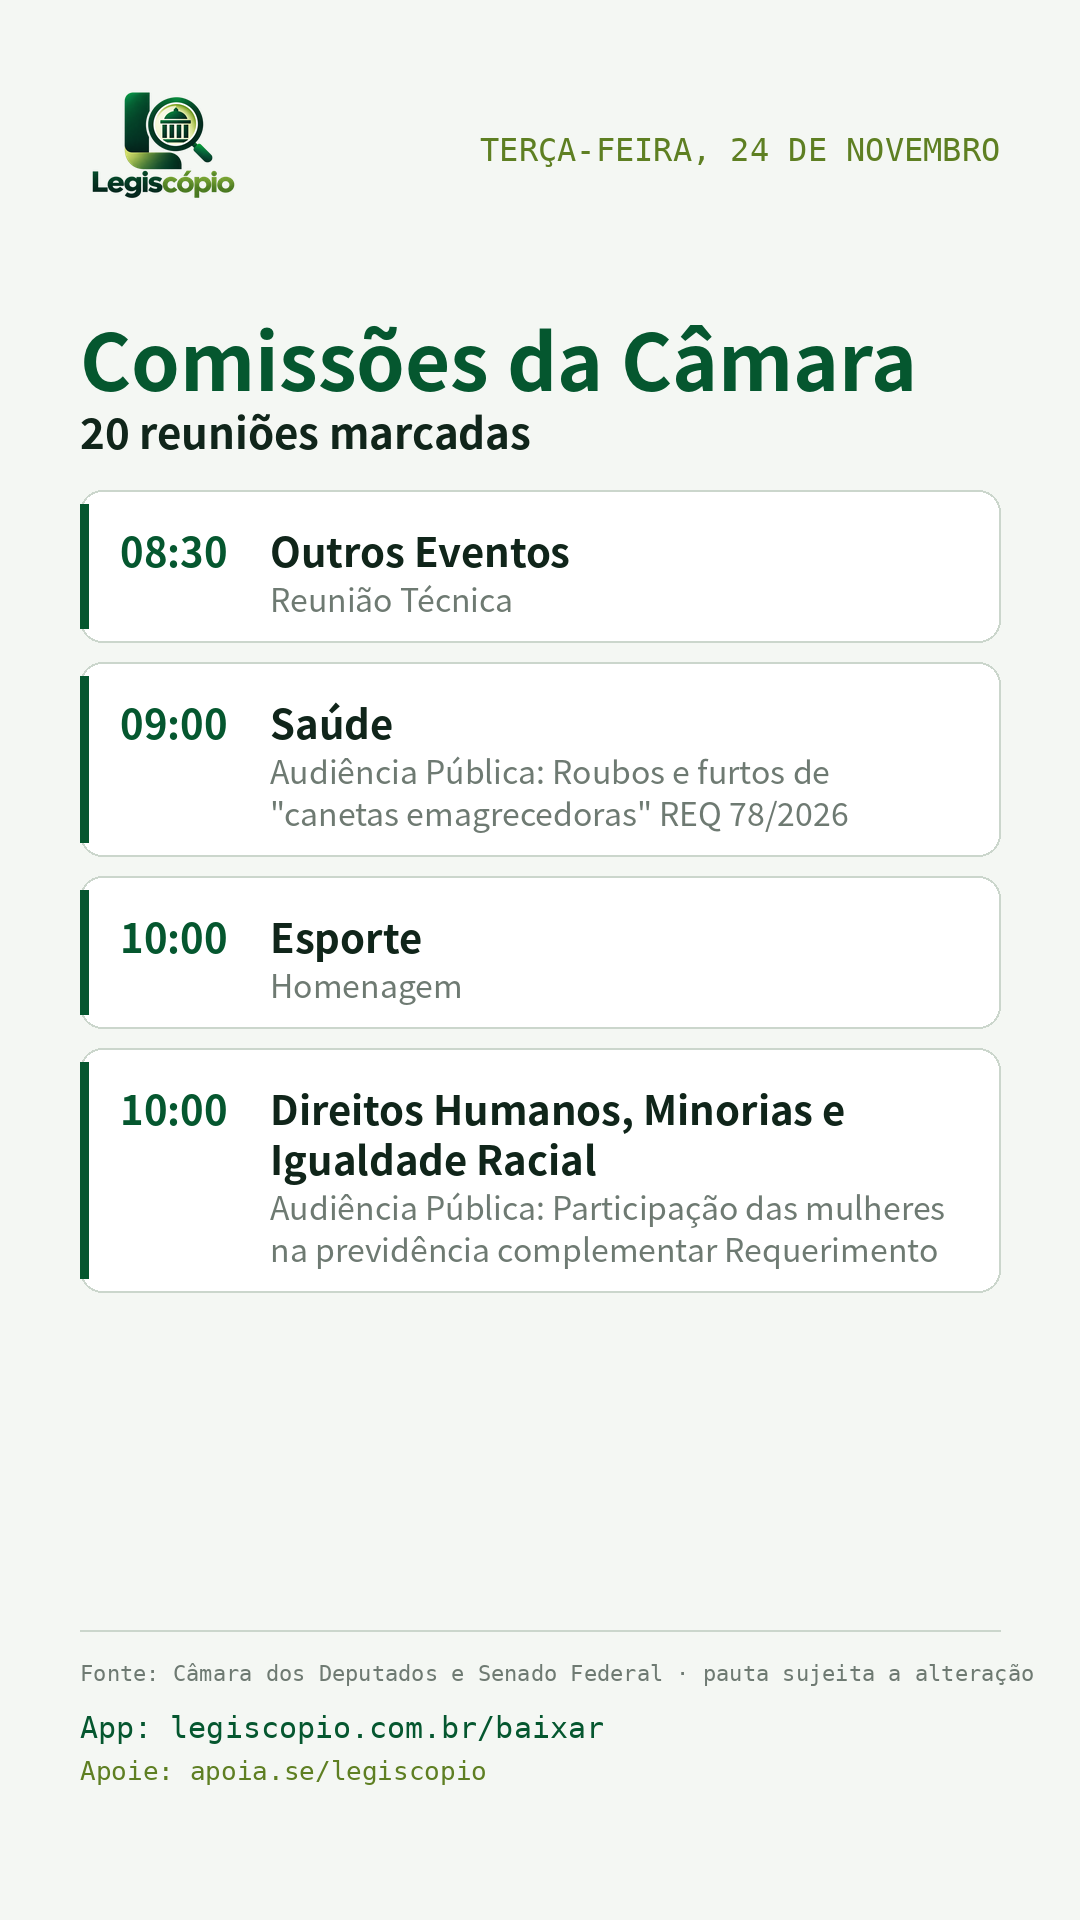 Legiscópio
TERÇA-FEIRA, 24 DE NOVEMBRO
Comissões da Câmara
20 reuniões marcadas
08:30 Outros Eventos
Reunião Técnica
09:00 Saúde
Audiência Pública: Roubos e furtos de
"canetas emagrecedoras" REQ 78/2026
10:00 Esporte
Homenagem
10:00 Direitos Humanos, Minorias e
Igualdade Racial
Audiência Pública: Participação das mulheres
na previdência complementar Requerimento
Fonte: Câmara dos Deputados e Senado Federal · pauta sujeita a alteração
App: legiscopio.com.br/baixar
Apoie: apoia.se/legiscopio